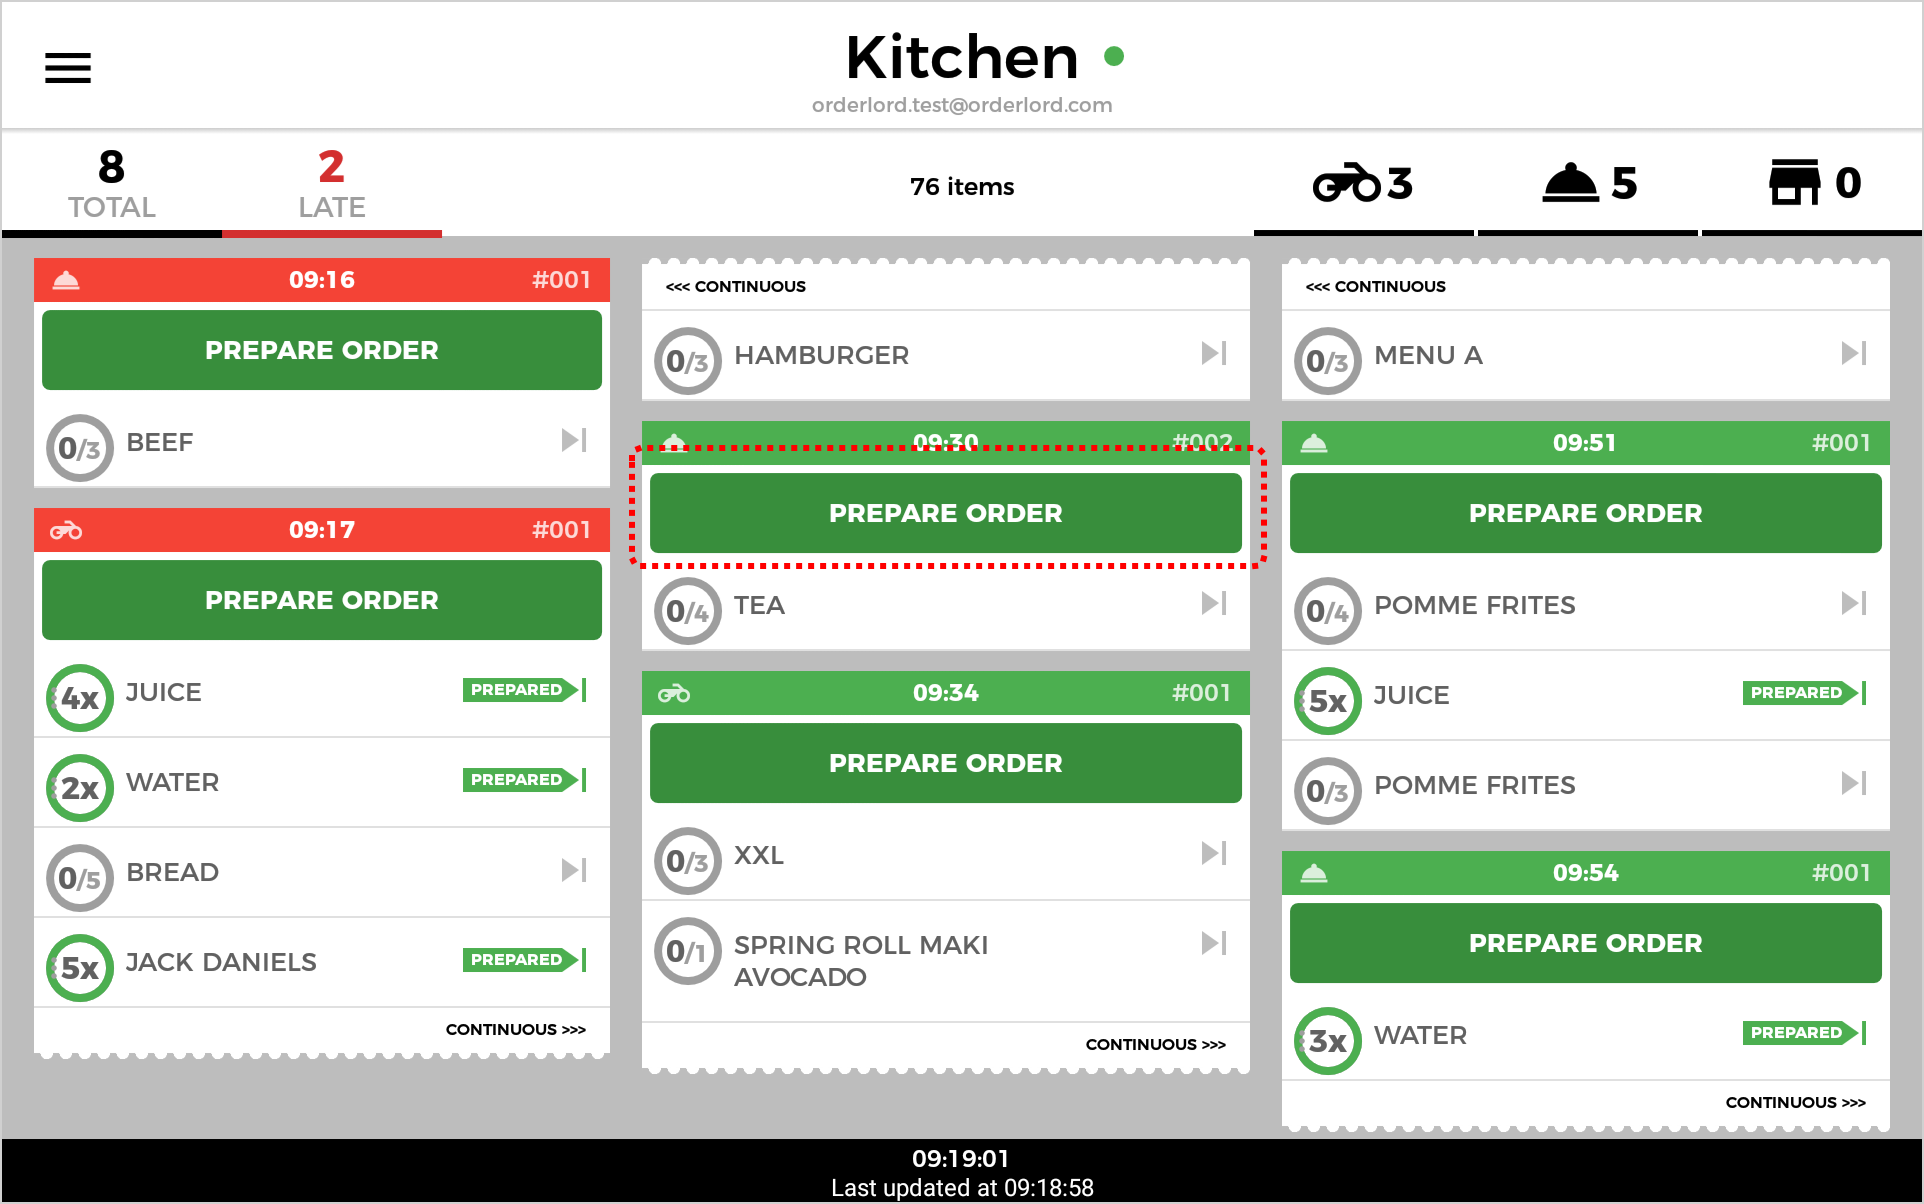 Kitchen
orderlord.test@orderlord.com
8
TOTAL
2
LATE
76 items
3
5
0
09:16 #001
PREPARE ORDER
0/3 BEEF
09:17 #001
PREPARE ORDER
4x JUICE PREPARED
2x WATER PREPARED
0/5 BREAD
5x JACK DANIELS PREPARED
CONTINUOUS >>>
<<< CONTINUOUS
0/3 HAMBURGER
09:30 #002
PREPARE ORDER
0/4 TEA
09:34 #001
PREPARE ORDER
0/3 XXL
0/1 SPRING ROLL MAKI
AVOCADO
CONTINUOUS >>>
<<< CONTINUOUS
0/3 MENU A
09:51 #001
PREPARE ORDER
0/4 POMME FRITES
5x JUICE PREPARED
0/3 POMME FRITES
09:54 #001
PREPARE ORDER
3x WATER PREPARED
CONTINUOUS >>>
09:19:01
Last updated at 09:18:58